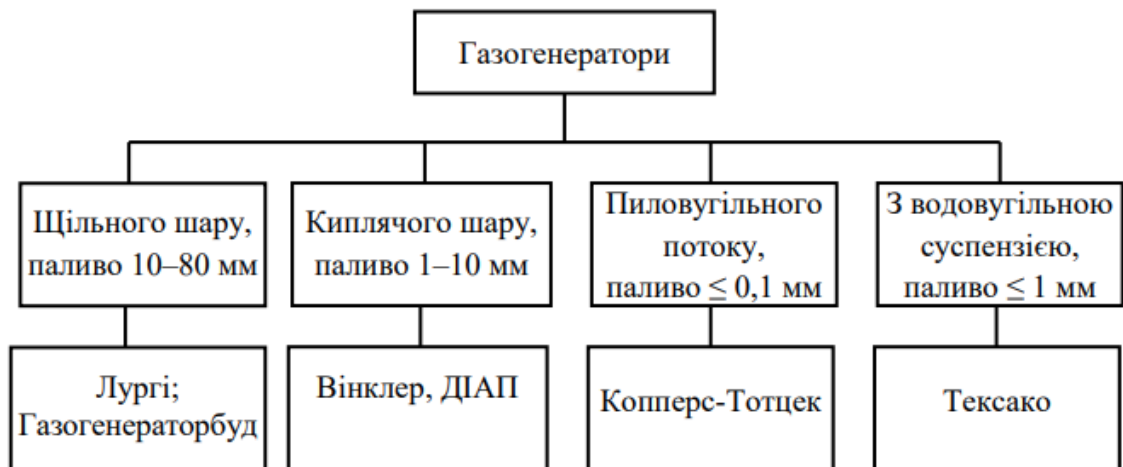 Газогенератори
Щільного шару,
паливо 10–80 мм
Киплячого шару,
паливо 1–10 мм
Пиловугільного
потоку,
паливо ≤ 0,1 мм
З водовугільною
суспензією,
паливо ≤ 1 мм
Лургі;
Газогенераторбуд
Вінклер, ДІАП
Копперс-Тотцек
Тексако